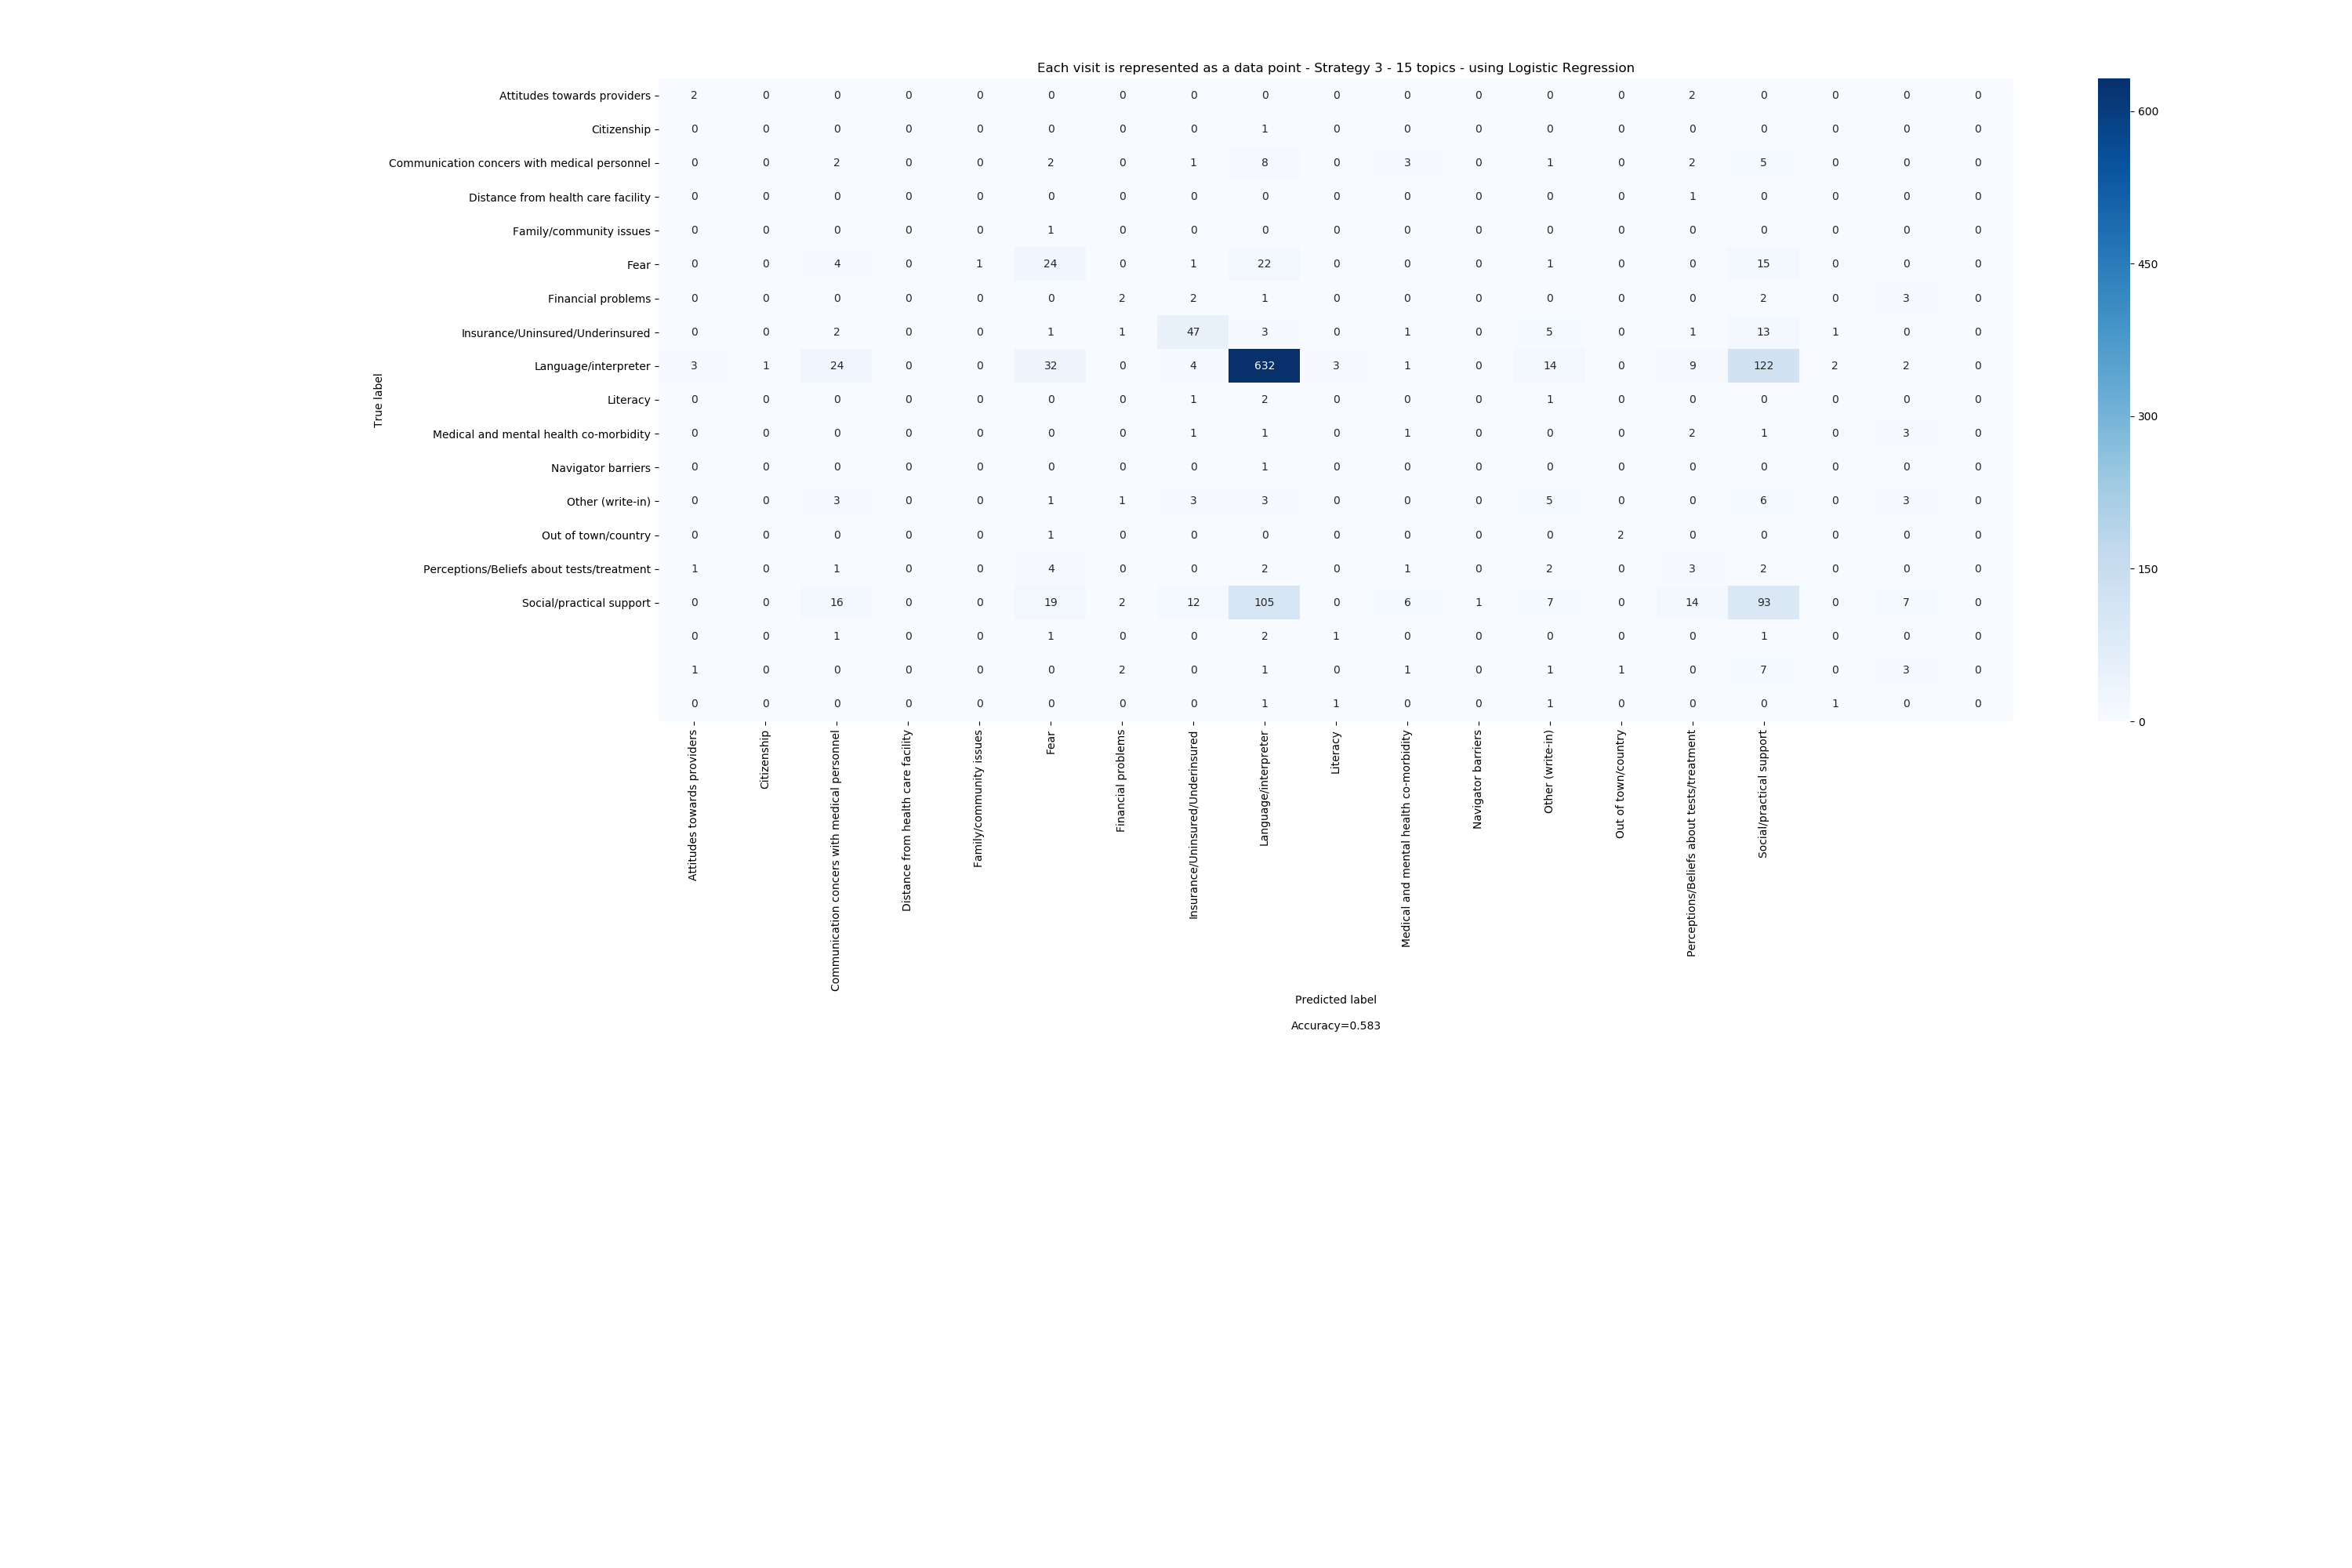 Each visit is represented as a data point - Strategy 3 - 15 topics - using Logistic Regression
Attitudes towards providers 2 0 0 0 0 0 0 0 0 0 0 0 0 0 2 0 0 0 0
Citizenship 0 0 0 0 0 0 0 0 1 0 0 0 0 0 0 0 0 0 0
Communication concers with medical personnel 0 0 2 0 0 2 0 1 8 0 3 0 1 0 2 5 0 0 0
Distance from health care facility 0 0 0 0 0 0 0 0 0 0 0 0 0 0 1 0 0 0 0
Family/community issues 0 0 0 0 0 1 0 0 0 0 0 0 0 0 0 0 0 0 0
Fear 0 0 4 0 1 24 0 1 22 0 0 0 1 0 0 15 0 0 0
Financial problems 0 0 0 0 0 0 2 2 1 0 0 0 0 0 0 2 0 3 0
Insurance/Uninsured/Underinsured 0 0 2 0 0 1 1 47 3 0 1 0 5 0 1 13 1 0 0
Language/interpreter 3 1 24 0 0 32 0 4 632 3 1 0 14 0 9 122 2 2 0
Literacy 0 0 0 0 0 0 0 1 2 0 0 0 1 0 0 0 0 0 0
Medical and mental health co-morbidity 0 0 0 0 0 0 0 1 1 0 1 0 0 0 2 1 0 3 0
Navigator barriers 0 0 0 0 0 0 0 0 1 0 0 0 0 0 0 0 0 0 0
Other (write-in) 0 0 3 0 0 1 1 3 3 0 0 0 5 0 0 6 0 3 0
Out of town/country 0 0 0 0 0 1 0 0 0 0 0 0 0 2 0 0 0 0 0
Perceptions/Beliefs about tests/treatment 1 0 1 0 0 4 0 0 2 0 1 0 2 0 3 2 0 0 0
Social/practical support 0 0 16 0 0 19 2 12 105 0 6 1 7 0 14 93 0 7 0
0 0 1 0 0 1 0 0 2 1 0 0 0 0 0 1 0 0 0
1 0 0 0 0 0 2 0 1 0 1 0 1 1 0 7 0 3 0
0 0 0 0 0 0 0 0 1 1 0 0 1 0 0 0 1 0 0
True label
600
450
300
150
0
Attitudes towards providers
Citizenship
Communication concers with medical personnel
Distance from health care facility
Family/community issues
Fear
Financial problems
Insurance/Uninsured/Underinsured
Language/interpreter
Literacy
Medical and mental health co-morbidity
Navigator barriers
Other (write-in)
Out of town/country
Perceptions/Beliefs about tests/treatment
Social/practical support
Predicted label
Accuracy=0.583